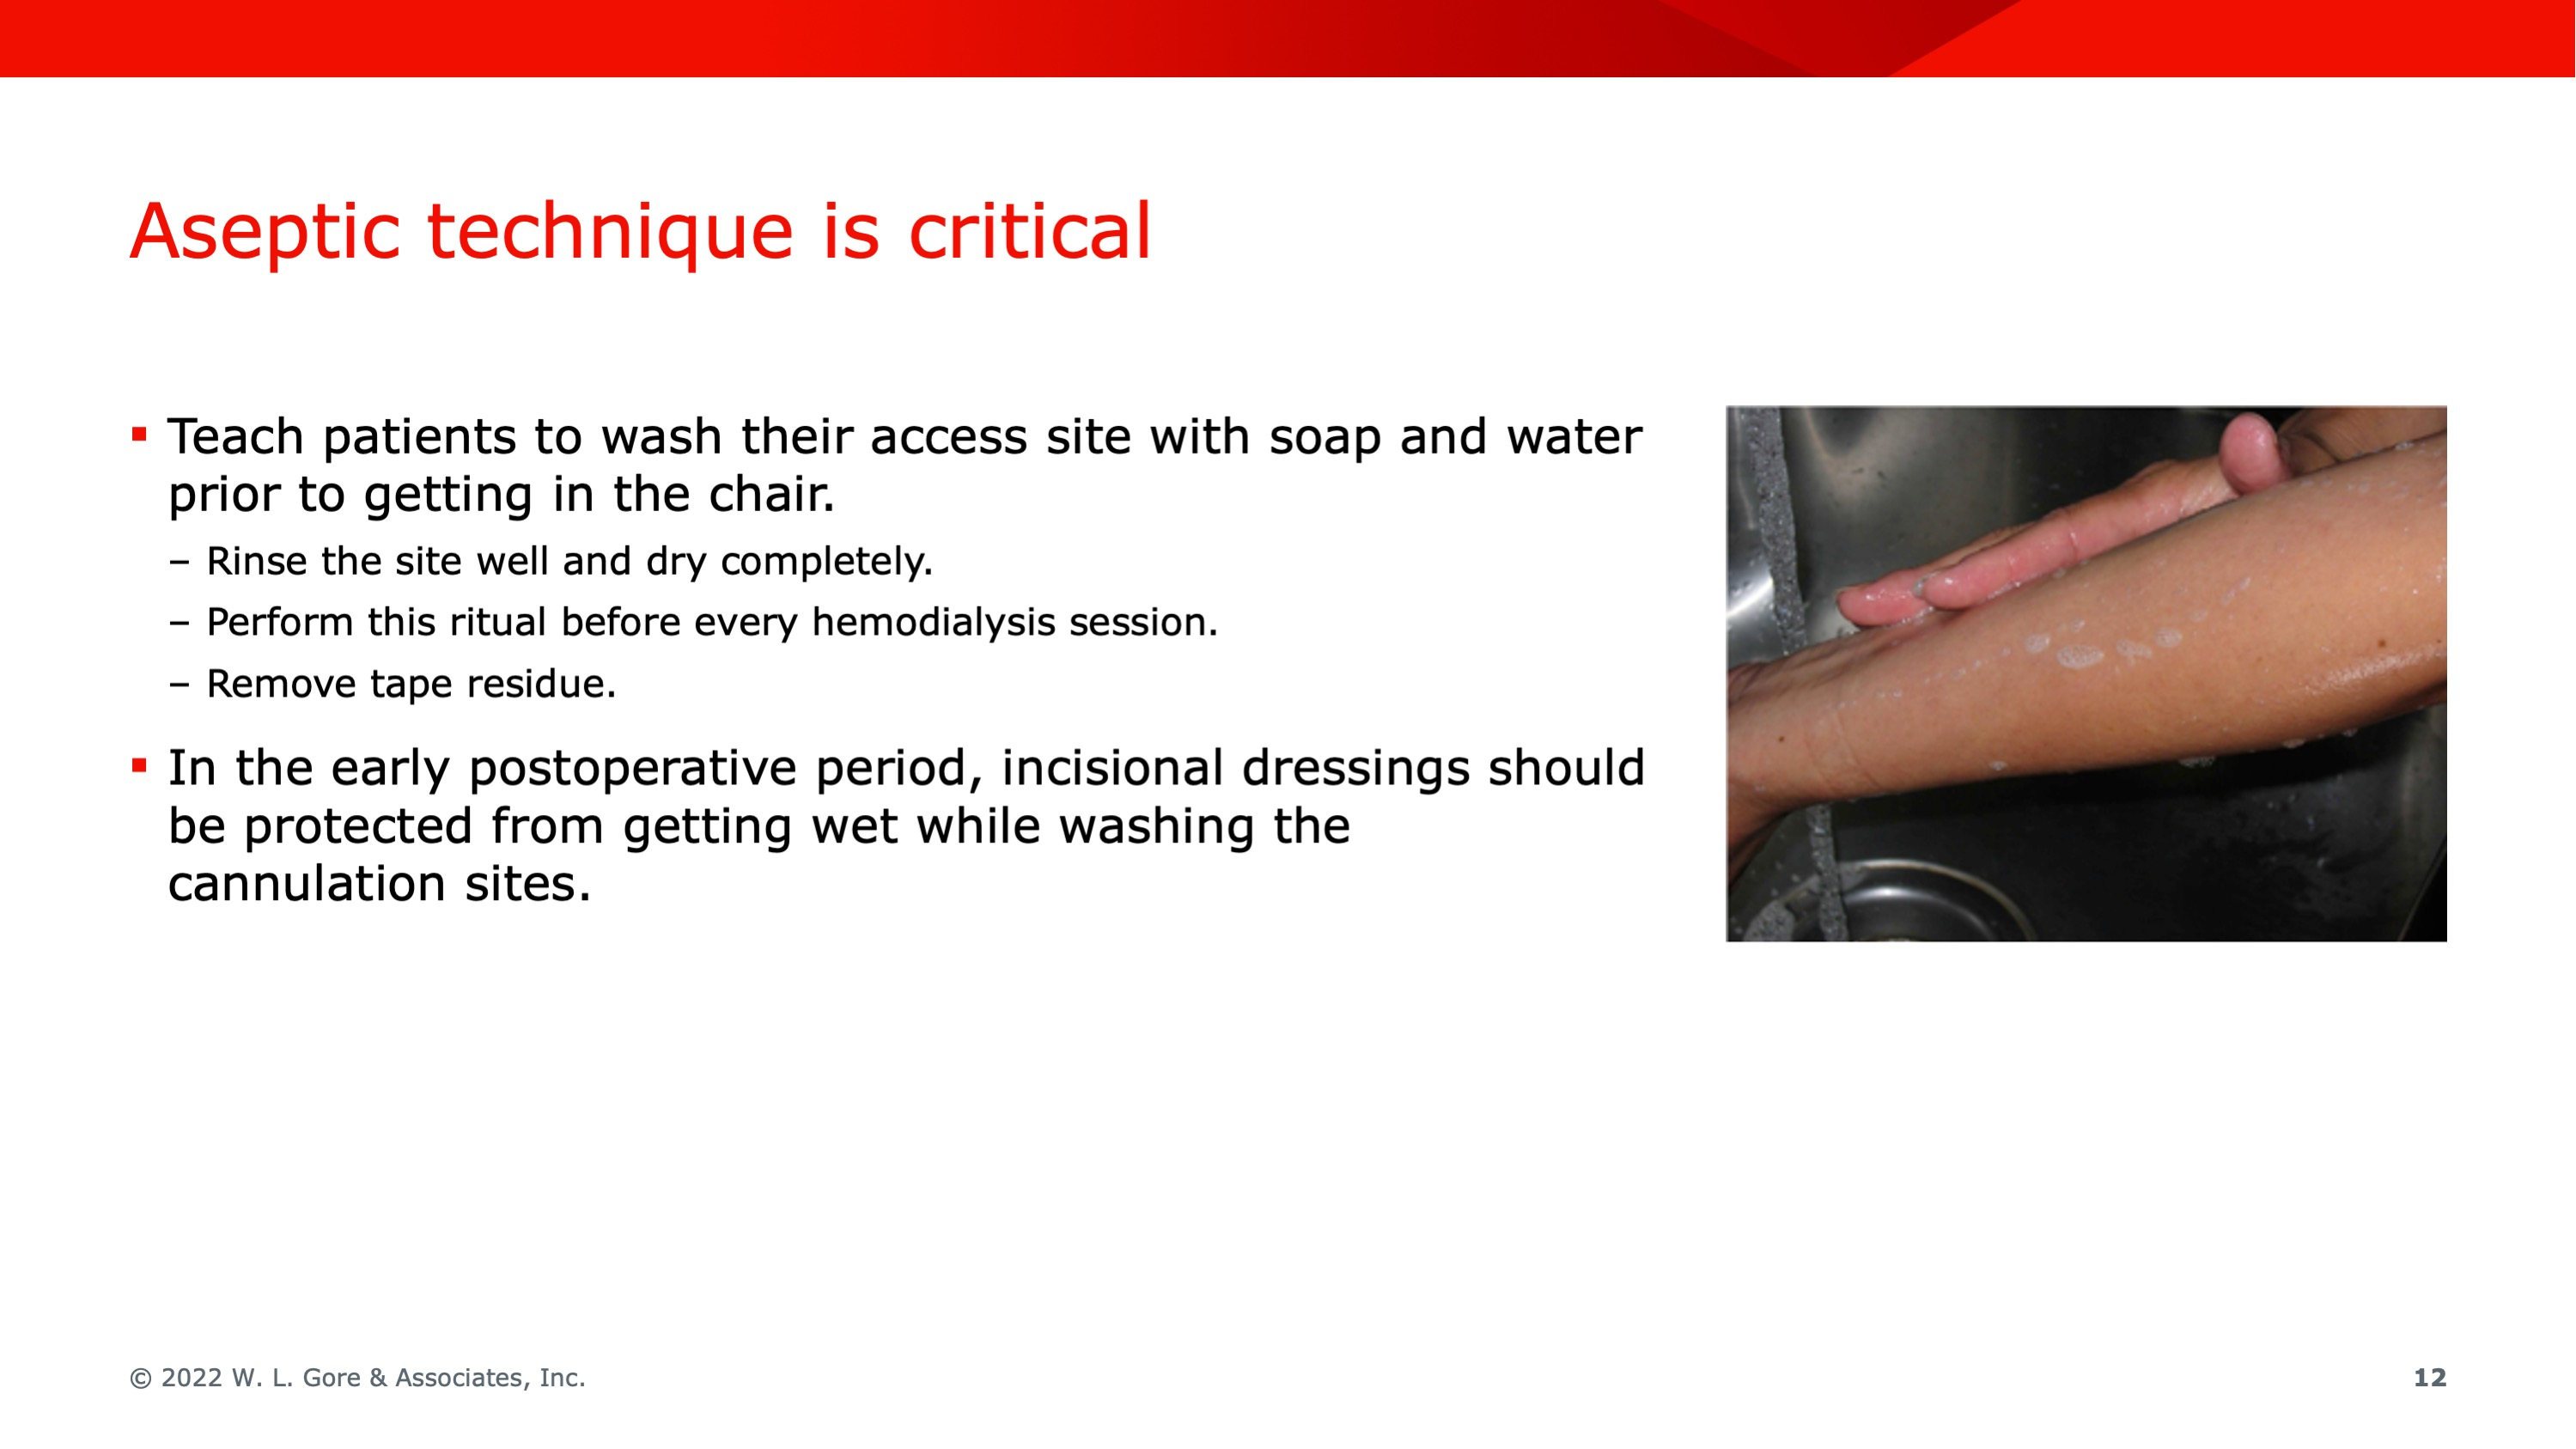 Aseptic technique is critical
▪ Teach patients to wash their access site with soap and water
prior to getting in the chair.
– Rinse the site well and dry completely.
– Perform this ritual before every hemodialysis session.
– Remove tape residue.
▪ In the early postoperative period, incisional dressings should
be protected from getting wet while washing the
cannulation sites.
© 2022 W. L. Gore & Associates, Inc.
12